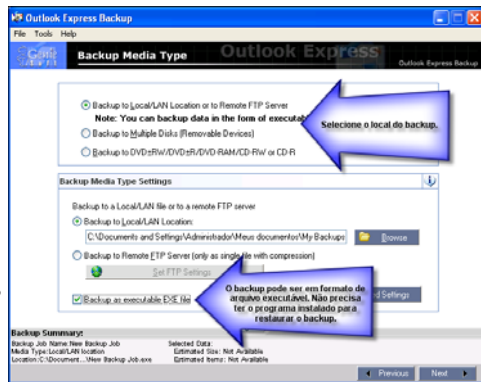 Outlook Express Backup
File Tools Help
Genie
Backup Media Type
Outlook Express
Outlook Express Backup
Backup to Local/LAN Location or to Remote FTP Server
Note: You can backup data in the form of executab
Backup to Multiple Disks (Removable Devices)
Backup to DVD±RW/DVD±R/DVD-RAM/CD-RW or CD-R
Selecione o local do backup.
Backup Media Type Settings
Backup to a Local/LAN file or to a remote FTP server
Backup to Local/LAN Location:
C:\Documents and Settings\Administrador\Meus documentos\My Backups
Browse
Backup to Remote FTP Server (only as single file with compression)
Set FTP Settings
Backup as executable EXE file
O backup pode ser em formato de
arquivo executável. Não precisa
ter o programa instalado para
restaurar o backup.
d Settings
Backup Summary:
Backup Job Name: New Backup Job
Selected Data:
Media Type: Local/LAN location
Estimated Size: Not Available
Location: C:\Document...\New Backup Job.exe
Estimated Items: Not Available
Previous
Next